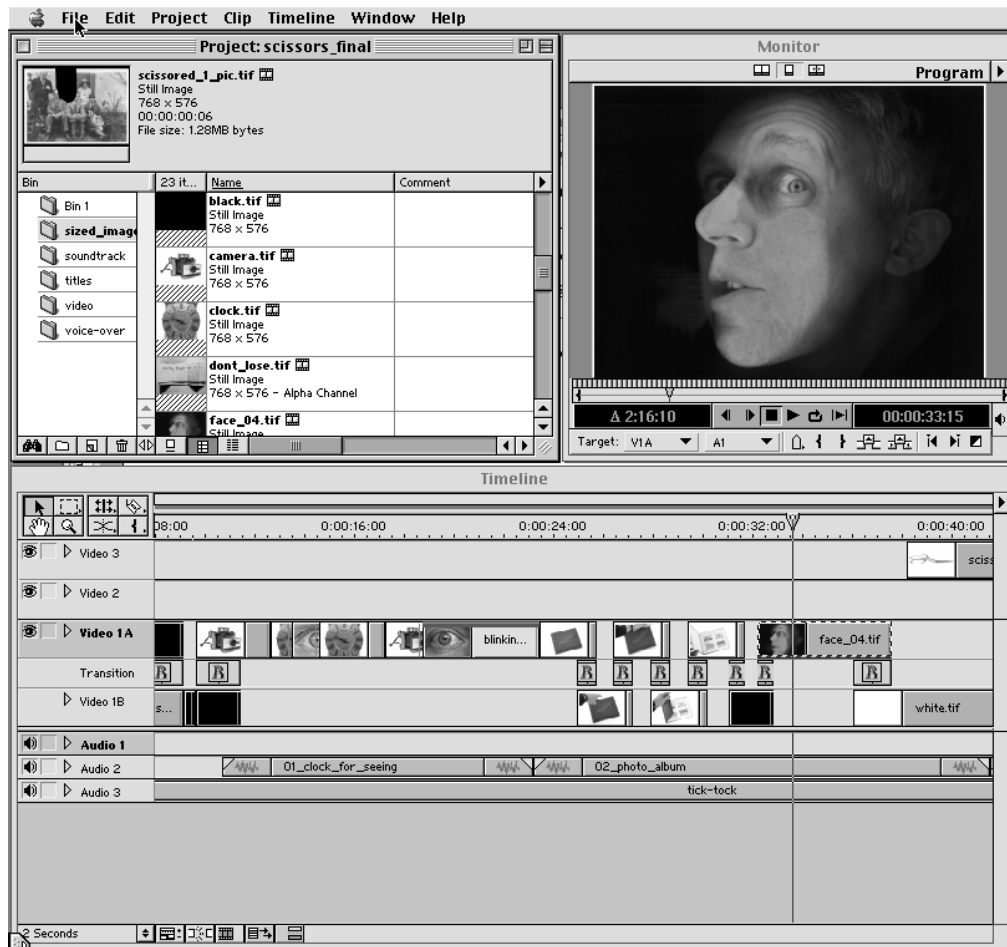 File Edit Project Clip Timeline Window Help
Project: scissors_final
scissored_1_pic.tif
Still Image
768 x 576
00:00:00:06
File size: 1.28MB bytes
Bin 23 it... Name Comment
Bin 1
sized_image
soundtrack
titles
video
voice-over
black.tif
Still Image
768 x 576
camera.tif
Still Image
768 x 576
clock.tif
Still Image
768 x 576
dont_lose.tif
Still Image
768 x 576 - Alpha Channel
face_04.tif
Still Image
Monitor
Program
Δ 2:16:10 00:00:33:15
Target: V1A A1
Timeline
08:00 0:00:16:00 0:00:24:00 0:00:32:00 0:00:40:00
Video 3 sciss
Video 2
Video 1A blinkin... face_04.tif
Transition
Video 1B s... white.tif
Audio 1
Audio 2 01_clock_for_seeing 02_photo_album
Audio 3 tick-tock
2 Seconds